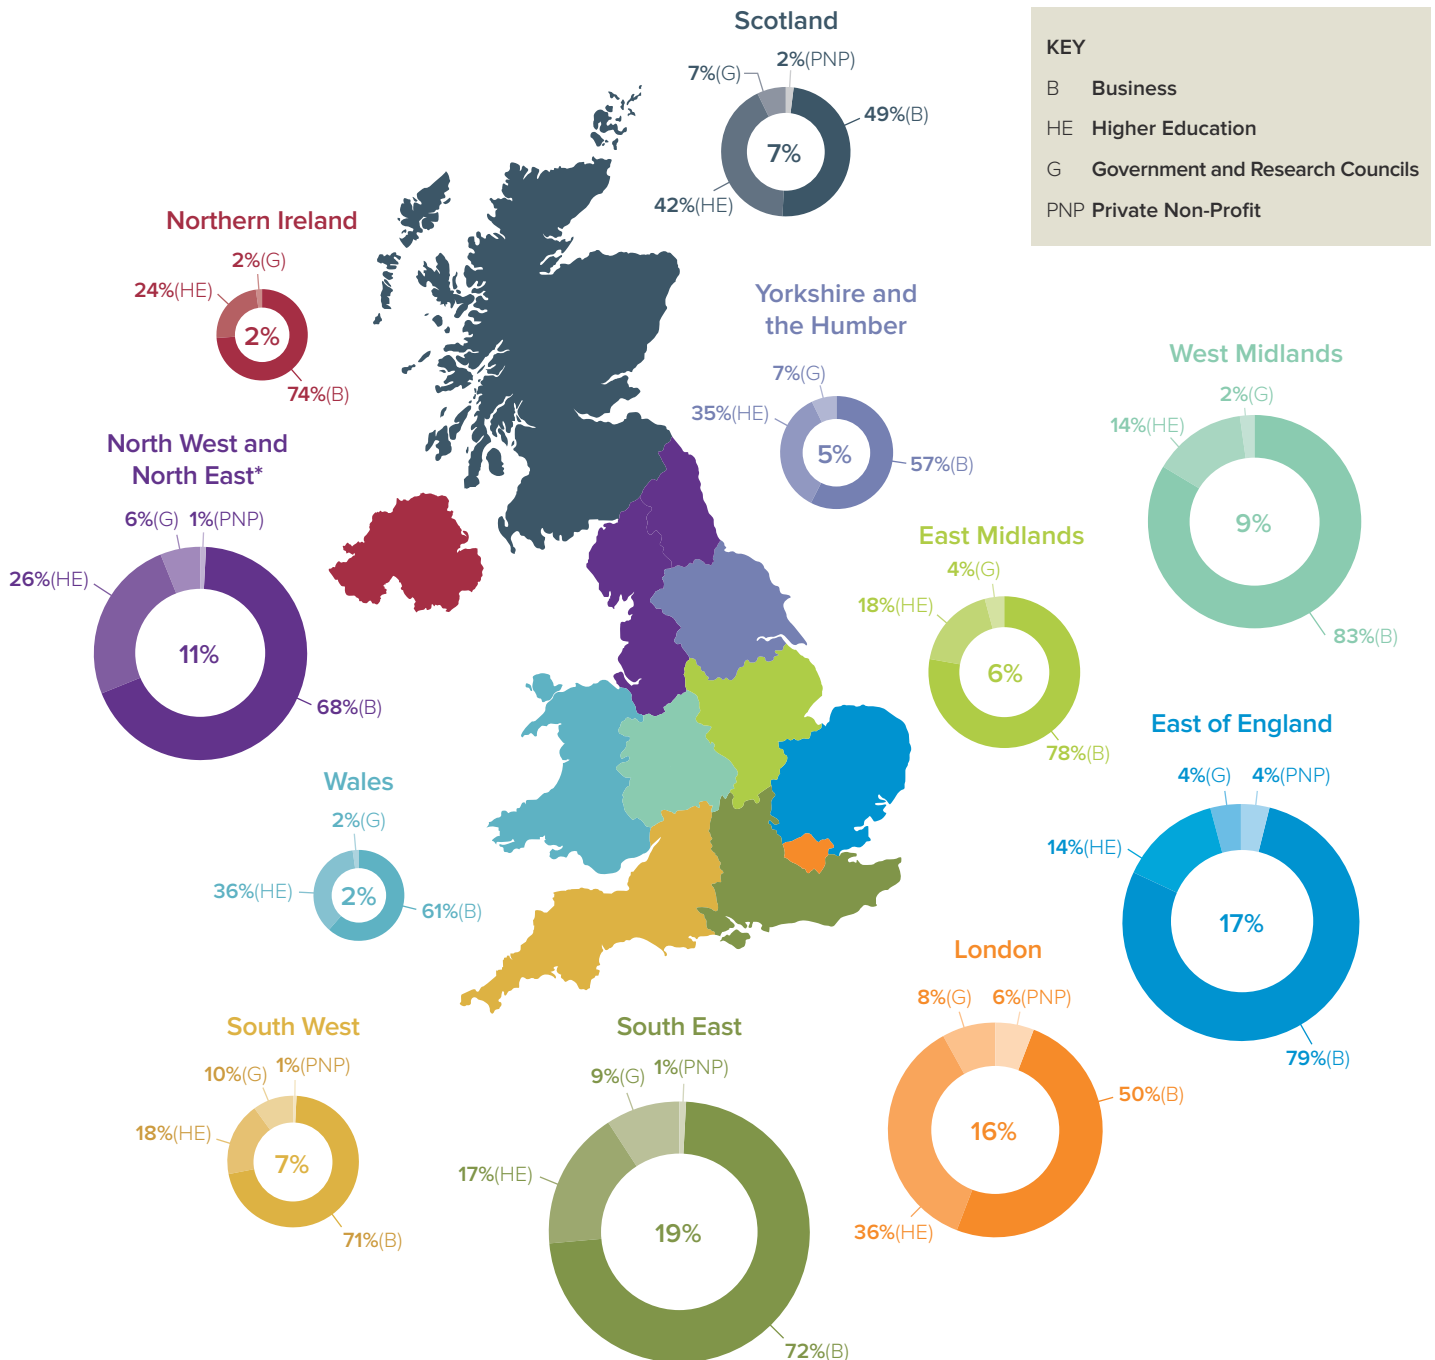 Scotland
7%(G)
2%(PNP)
49%(B)
7%
42%(HE)
KEY
B Business
HE Higher Education
G Government and Research Councils
PNP Private Non-Profit
Northern Ireland
2%(G)
24%(HE)
2%
74%(B)
Yorkshire and
the Humber
7%(G)
35%(HE)
5%
57%(B)
West Midlands
2%(G)
14%(HE)
9%
83%(B)
North West and
North East*
6%(G)
1%(PNP)
26%(HE)
11%
68%(B)
East Midlands
4%(G)
18%(HE)
6%
78%(B)
East of England
4%(G)
4%(PNP)
14%(HE)
17%
79%(B)
Wales
2%(G)
36%(HE)
2%
61%(B)
London
8%(G)
6%(PNP)
50%(B)
16%
36%(HE)
South West
10%(G)
1%(PNP)
18%(HE)
7%
71%(B)
South East
9%(G)
1%(PNP)
17%(HE)
19%
72%(B)